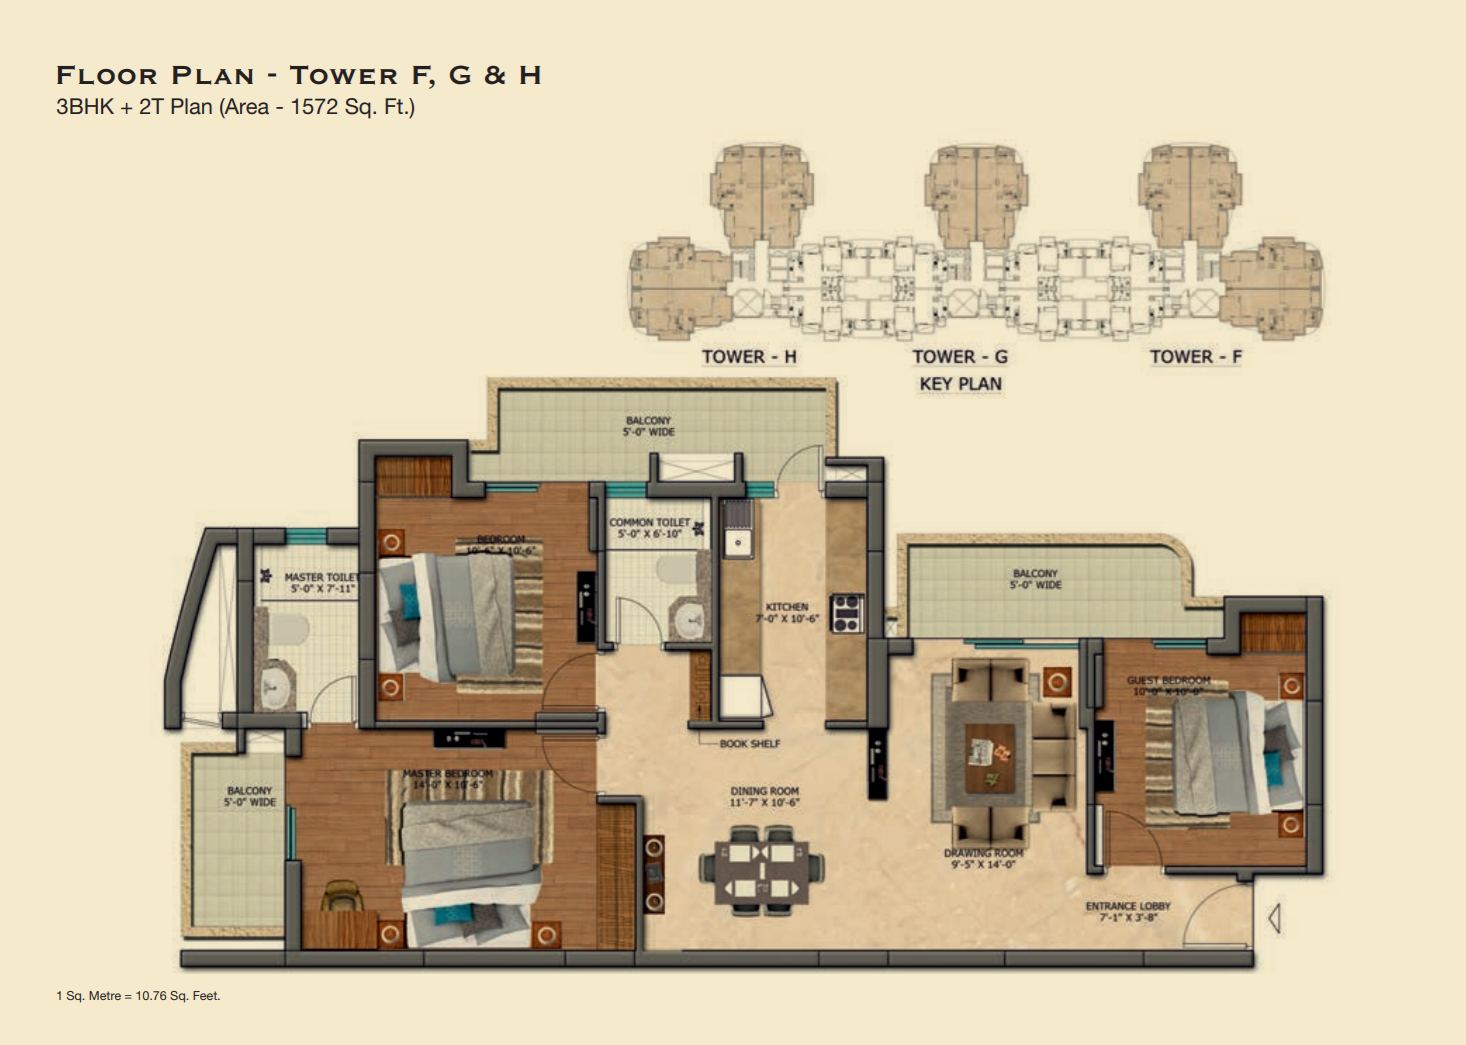 FLOOR PLAN - TOWER F, G & H
3BHK + 2T Plan (Area - 1572 Sq. Ft.)
TOWER - H
TOWER - G
TOWER - F
KEY PLAN
BALCONY
5'-0" WIDE
BEDROOM
10'-6" X 10'-6"
COMMON TOILET
5'-0" X 6'-10"
MASTER TOILET
5'-0" X 7'-11"
KITCHEN
7'-0" X 10'-6"
BALCONY
5'-0" WIDE
GUEST BEDROOM
BOOK SHELF
MASTER BEDROOM
14'-0" X 10'-6"
BALCONY
5'-0" WIDE
DINING ROOM
11'-7" X 10'-6"
DRAWING ROOM
9'-5" X 14'-0"
ENTRANCE LOBBY
7'-1" X 3'-8"
1 Sq. Metre = 10.76 Sq. Feet.